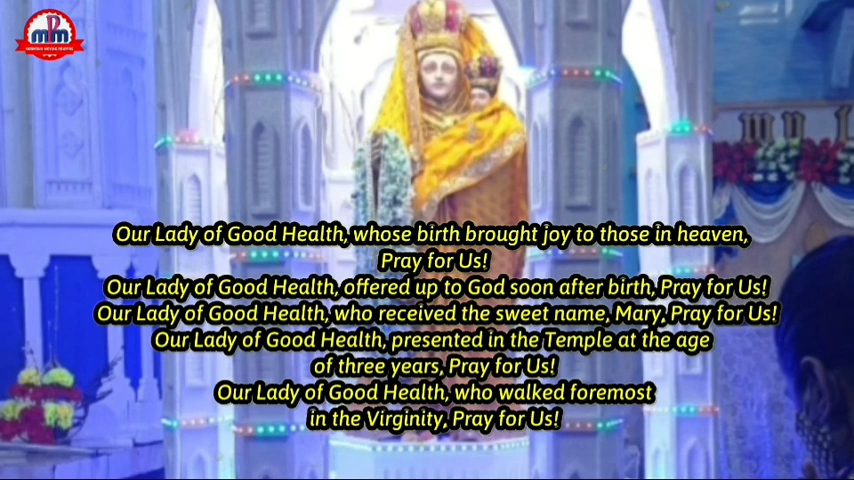 mPm
Our Lady of Good Health, whose birth brought joy to those in heaven,
Pray for Us!
Our Lady of Good Health, offered up to God soon after birth, Pray for Us!
Our Lady of Good Health, who received the sweet name, Mary, Pray for Us!
Our Lady of Good Health, presented in the Temple at the age
of three years, Pray for Us!
Our Lady of Good Health, who walked foremost
in the Virginity, Pray for Us!